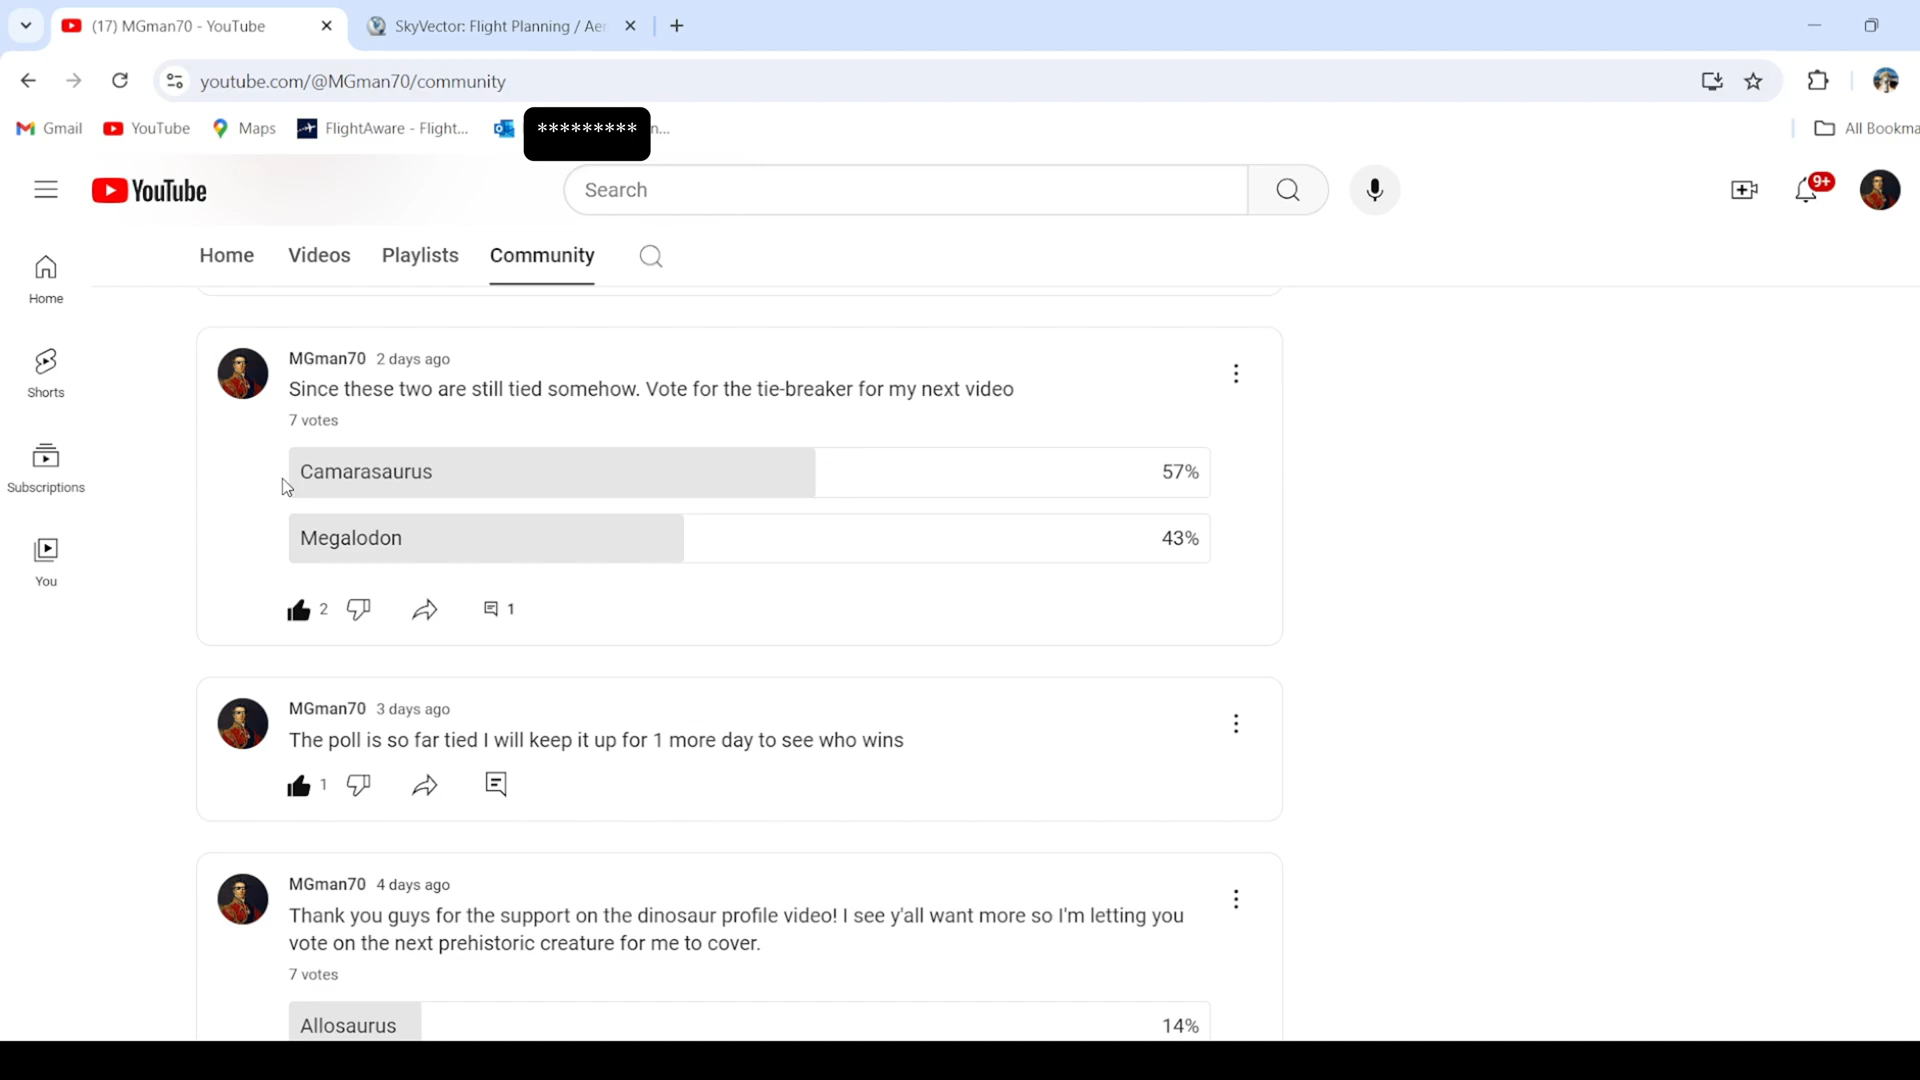 (17) MGman70 - YouTube
SkyVector: Flight Planning / Aer
youtube.com/@MGman70/community
Gmail
YouTube
Maps
FlightAware - Flight...
*********
n...
All Bookma
YouTube
Search
9+
Home
Videos
Playlists
Community
Home
Shorts
Subscriptions
You
MGman70 2 days ago
Since these two are still tied somehow. Vote for the tie-breaker for my next video
7 votes
Camarasaurus 57%
Megalodon 43%
2
1
MGman70 3 days ago
The poll is so far tied I will keep it up for 1 more day to see who wins
1
MGman70 4 days ago
Thank you guys for the support on the dinosaur profile video! I see y'all want more so I'm letting you
vote on the next prehistoric creature for me to cover.
7 votes
Allosaurus 14%